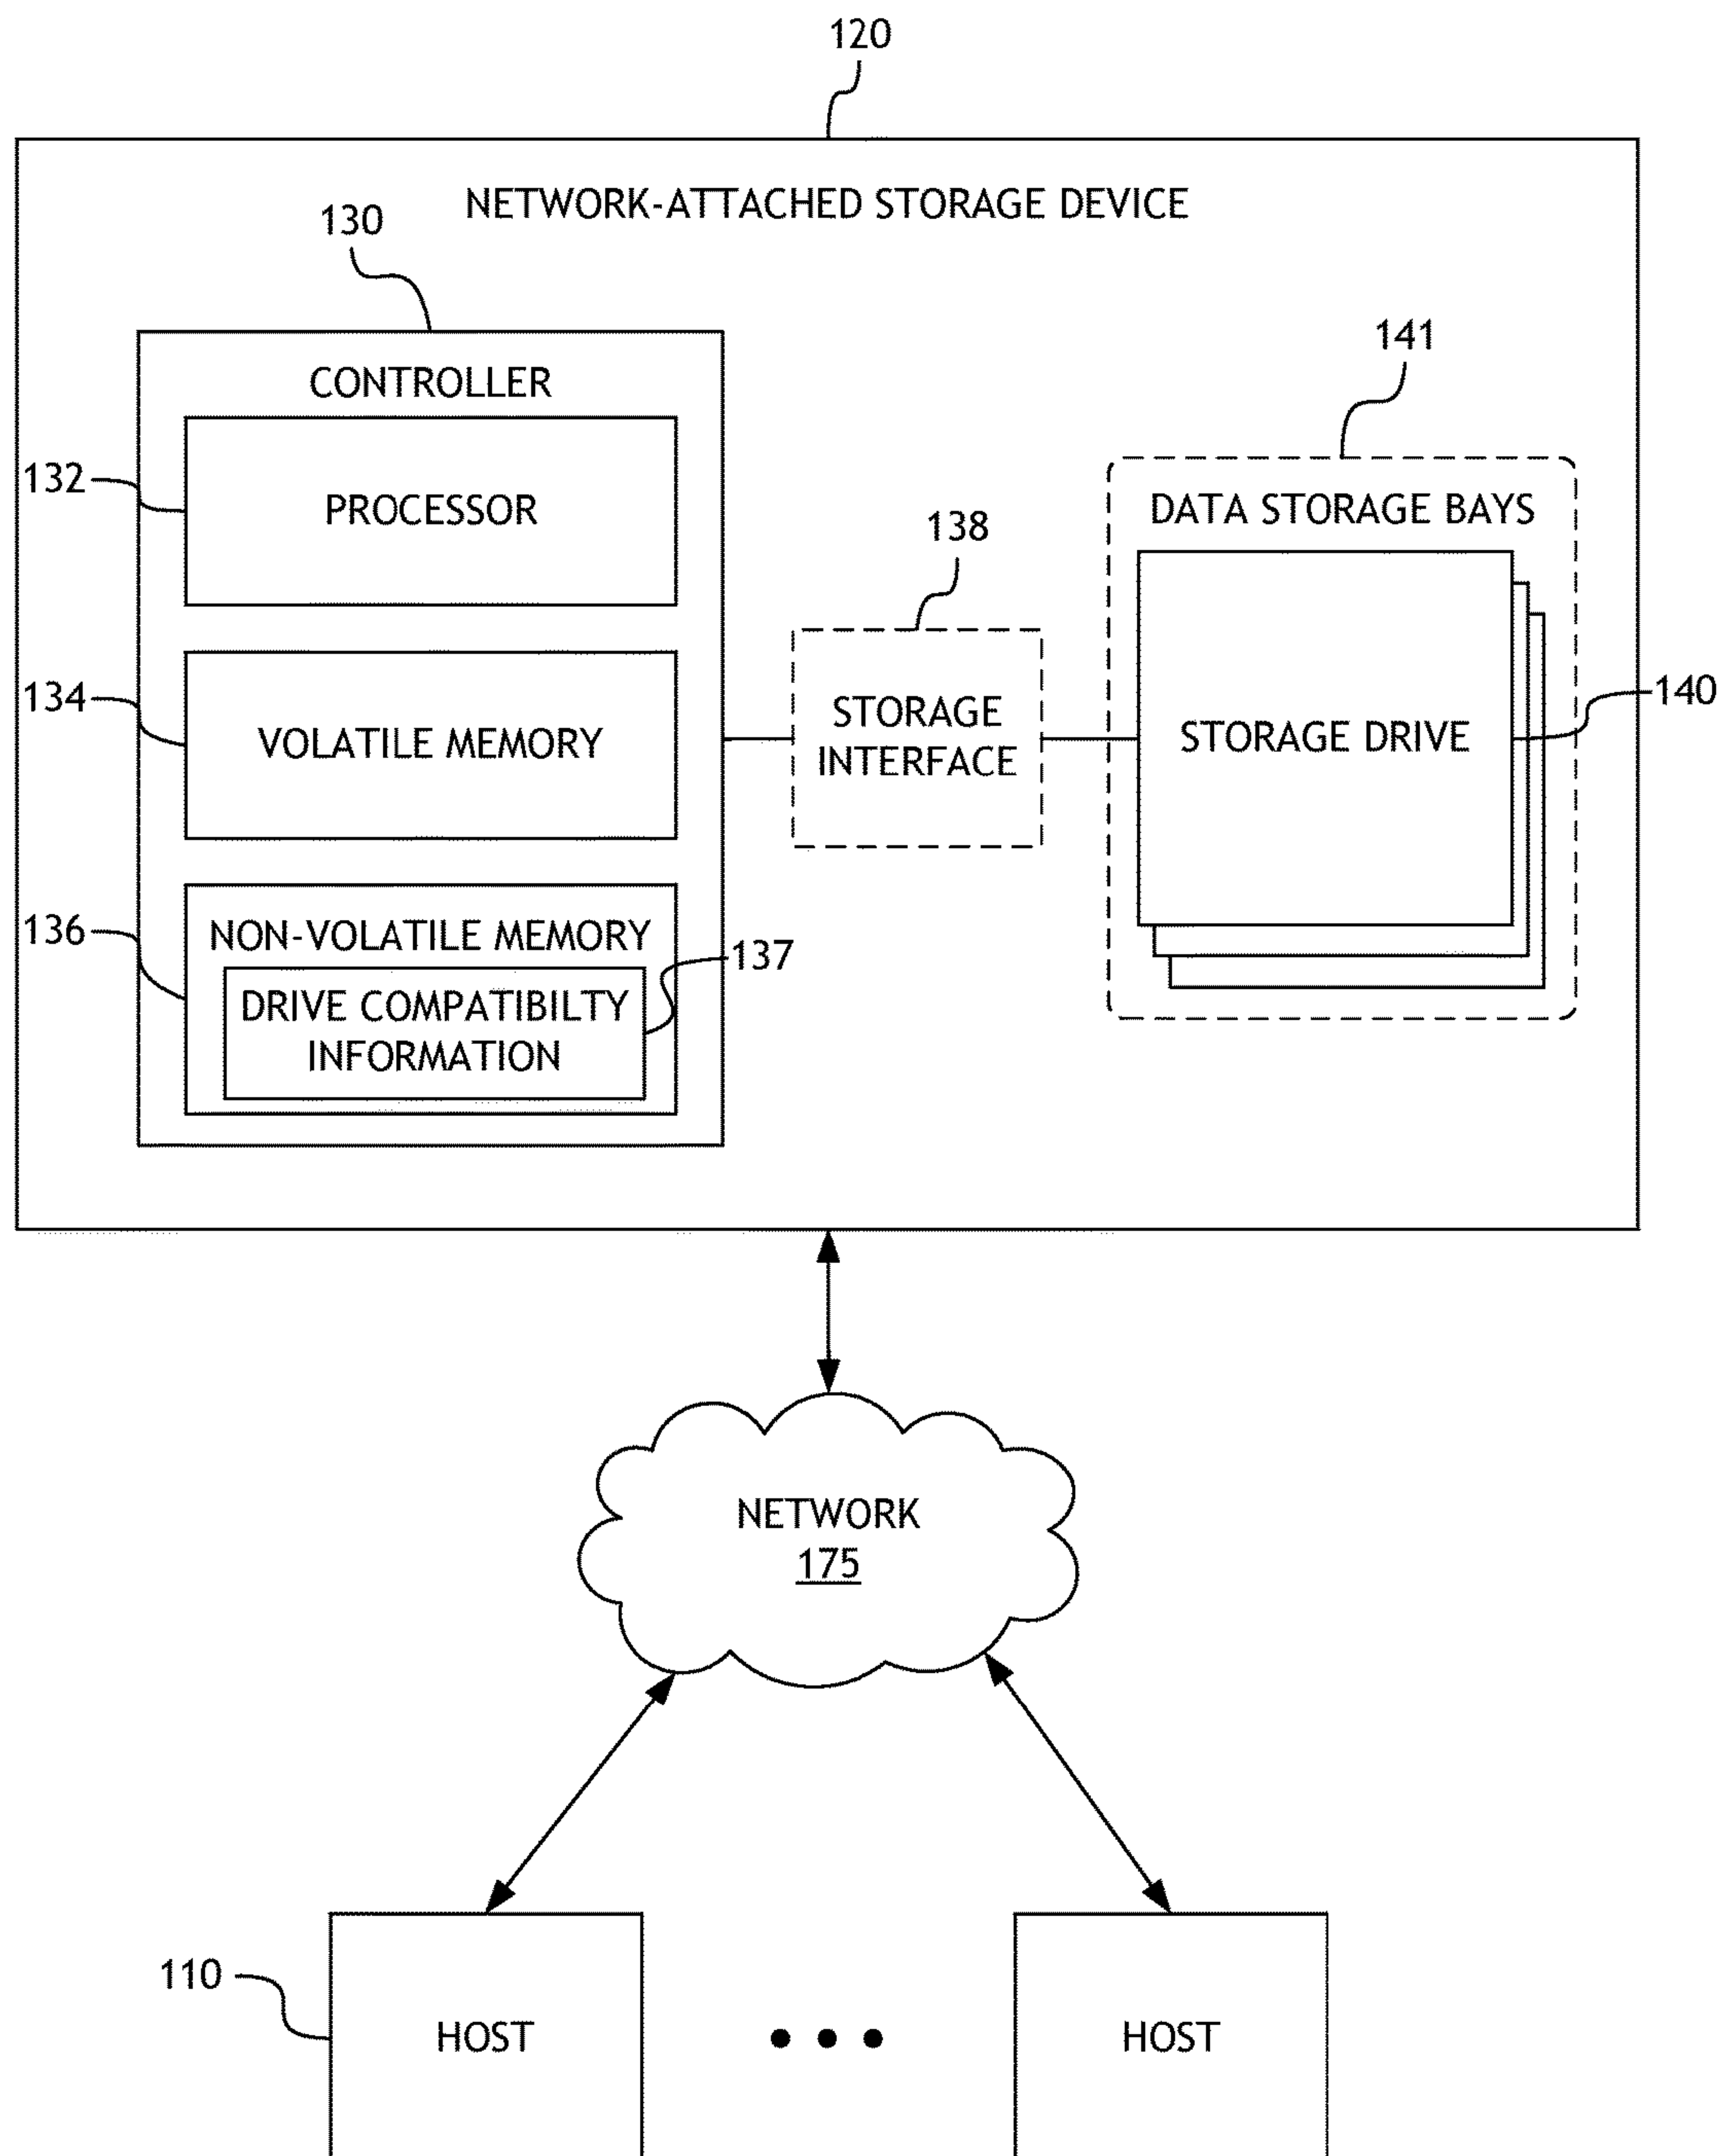 120
NETWORK-ATTACHED STORAGE DEVICE
130
141
CONTROLLER
132
PROCESSOR
138
DATA STORAGE BAYS
134
VOLATILE MEMORY
STORAGE
INTERFACE
STORAGE DRIVE
140
136
NON-VOLATILE MEMORY
137
DRIVE COMPATIBILTY
INFORMATION
NETWORK
175
110
HOST
HOST